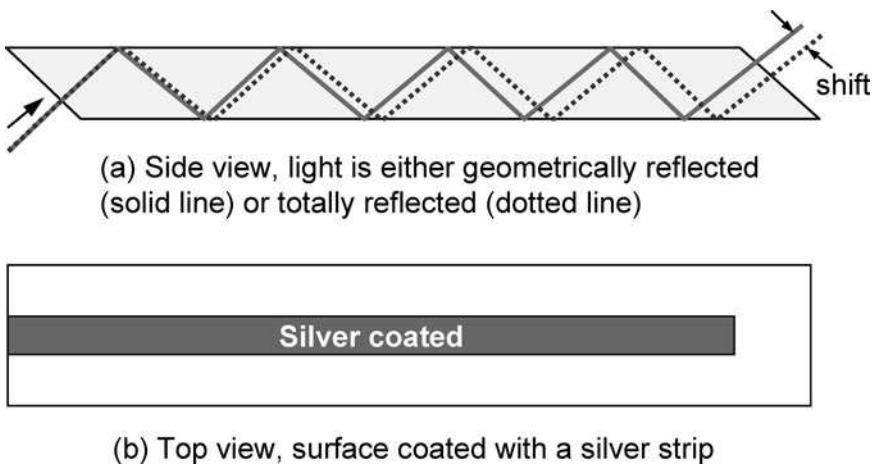 shift
(a) Side view, light is either geometrically reflected
(solid line) or totally reflected (dotted line)
Silver coated
(b) Top view, surface coated with a silver strip